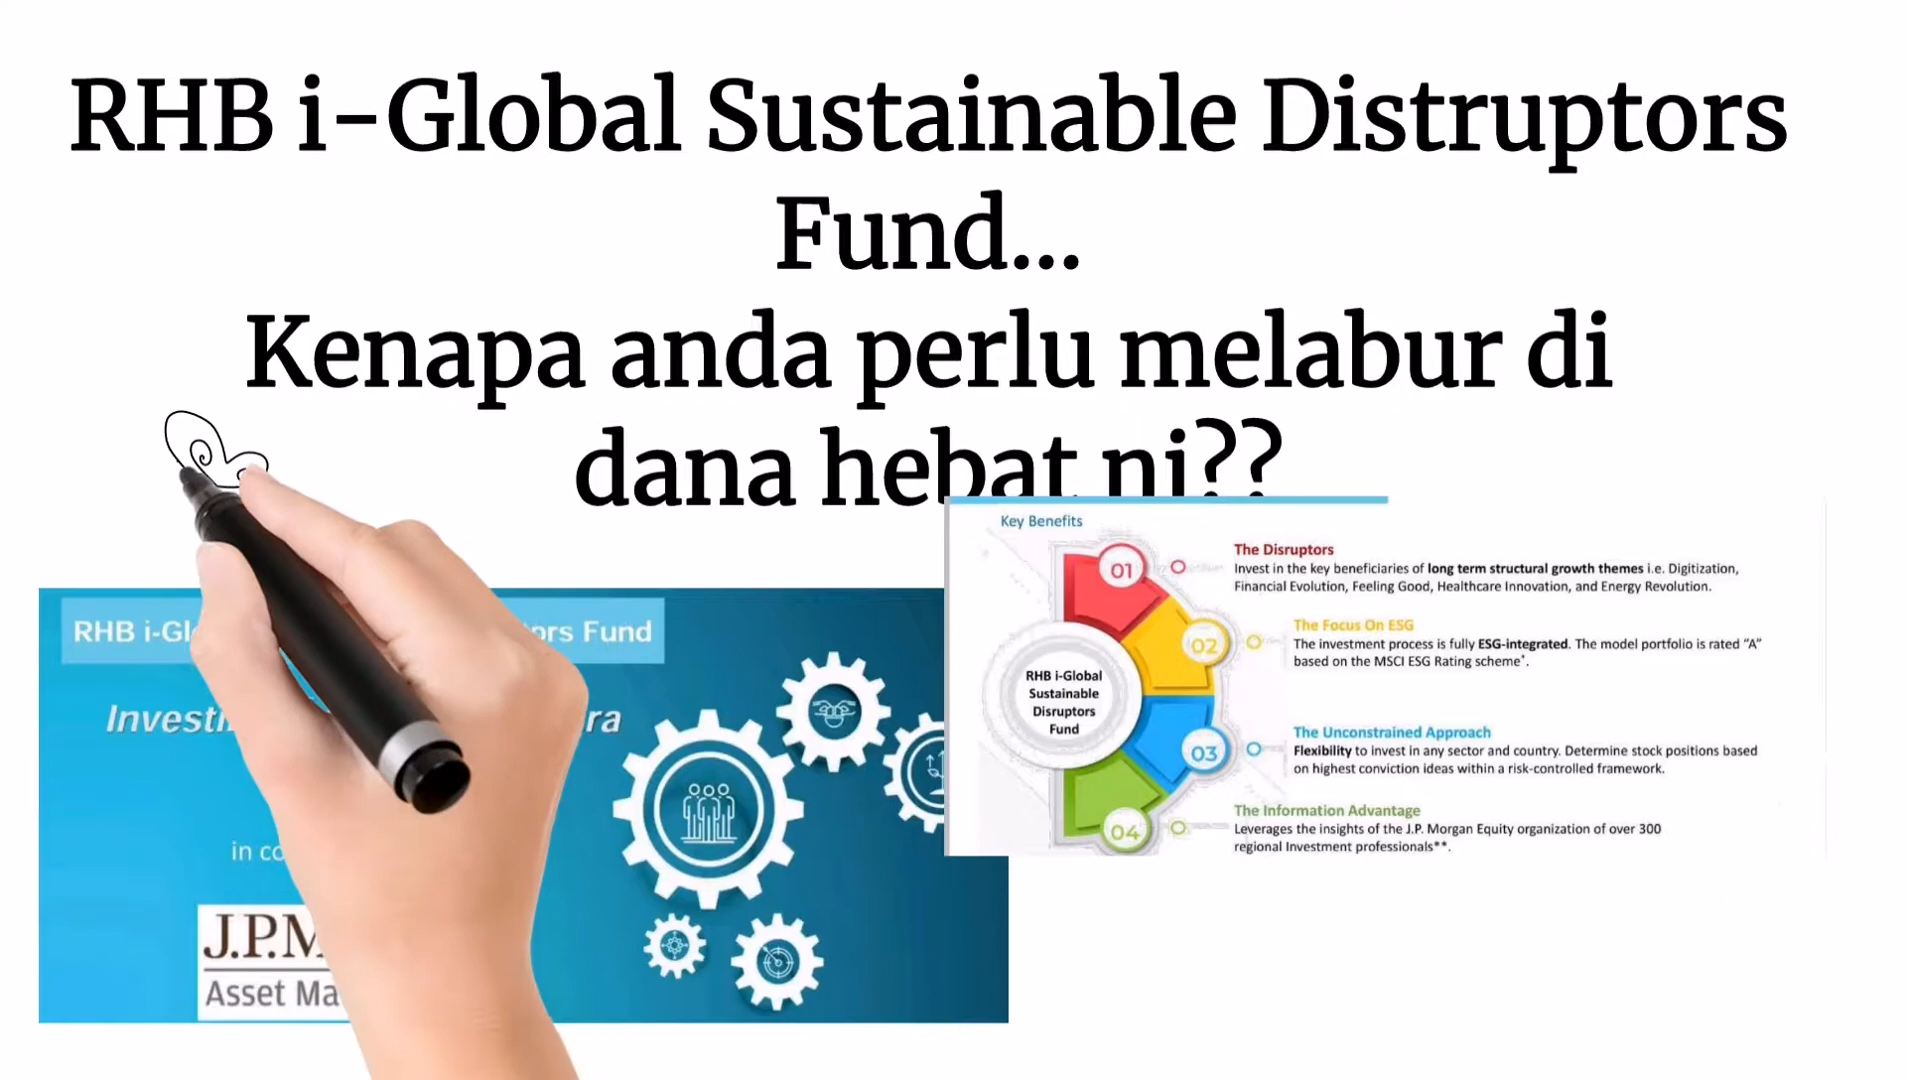 RHB i-Global Sustainable Distruptors
Fund...
Kenapa anda perlu melabur di
dana hebat ni??
Key Benefits
01
The Disruptors
Invest in the key beneficiaries of long term structural growth themes i.e. Digitization,
Financial Evolution, Feeling Good, Healthcare Innovation, and Energy Revolution.
02
The Focus On ESG
The investment process is fully ESG-integrated. The model portfolio is rated “A”
based on the MSCI ESG Rating scheme*.
RHB i-Global
Sustainable
Disruptors
Fund
03
The Unconstrained Approach
Flexibility to invest in any sector and country. Determine stock positions based
on highest conviction ideas within a risk-controlled framework.
04
The Information Advantage
Leverages the insights of the J.P. Morgan Equity organization of over 300
regional Investment professionals**.
RHB Fund
in
Asset